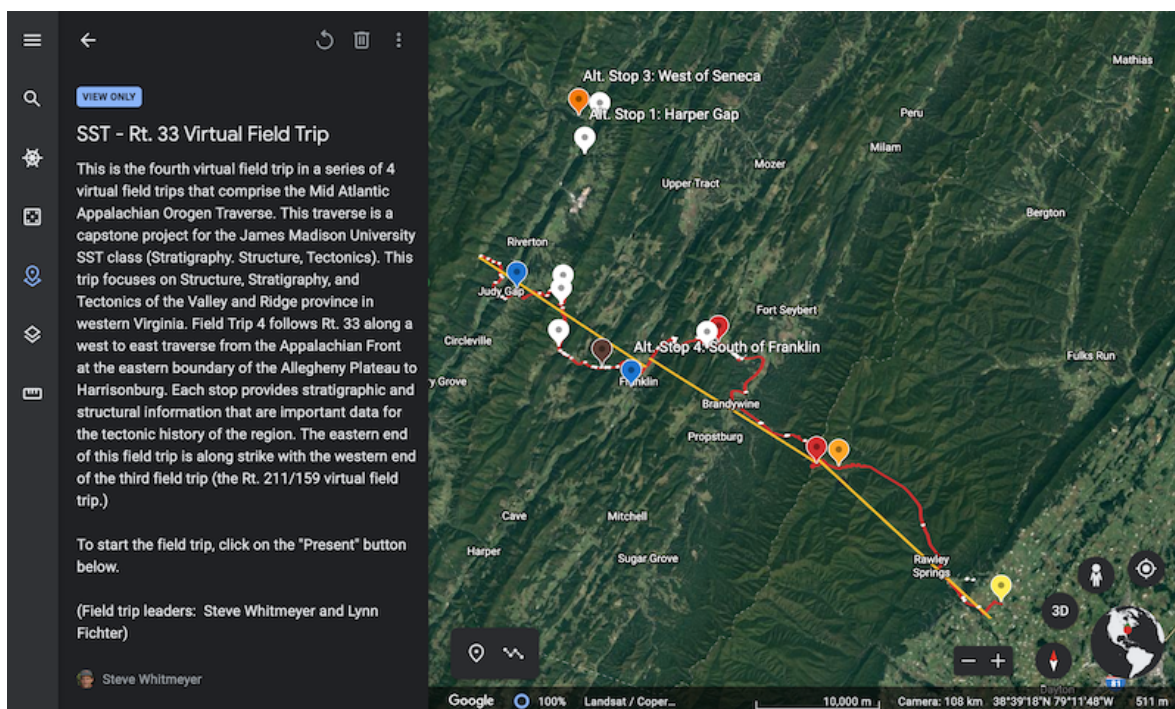 VIEW ONLY
SST - Rt. 33 Virtual Field Trip
This is the fourth virtual field trip in a series of 4
virtual field trips that comprise the Mid Atlantic
Appalachian Orogen Traverse. This traverse is a
capstone project for the James Madison University
SST class (Stratigraphy. Structure, Tectonics). This
trip focuses on Structure, Stratigraphy, and
Tectonics of the Valley and Ridge province in
western Virginia. Field Trip 4 follows Rt. 33 along a
west to east traverse from the Appalachian Front
at the eastern boundary of the Allegheny Plateau to
Harrisonburg. Each stop provides stratigraphic and
structural information that are important data for
the tectonic history of the region. The eastern end
of this field trip is along strike with the western end
of the third field trip (the Rt. 211/159 virtual field
trip.)
To start the field trip, click on the "Present" button
below.
(Field trip leaders: Steve Whitmeyer and Lynn
Fichter)
Steve Whitmeyer
Mathias
Alt. Stop 3: West of Seneca
Alt. Stop 1: Harper Gap
Peru
Milam
Mozer
Upper Tract
Bergton
Riverton
Judy Gap
Fort Seybert
Circleville
Alt. Stop 4: South of Franklin
Fulks Run
ry Grove
Franklin
Brandywine
Propstburg
Cave
Mitchell
Harper
Sugar Grove
Rawley
Springs
3D
81
Dayton
Google
100%
Landsat / Coper...
10,000 m
Camera: 108 km
38°39'18"N 79°11'48"W
511 m